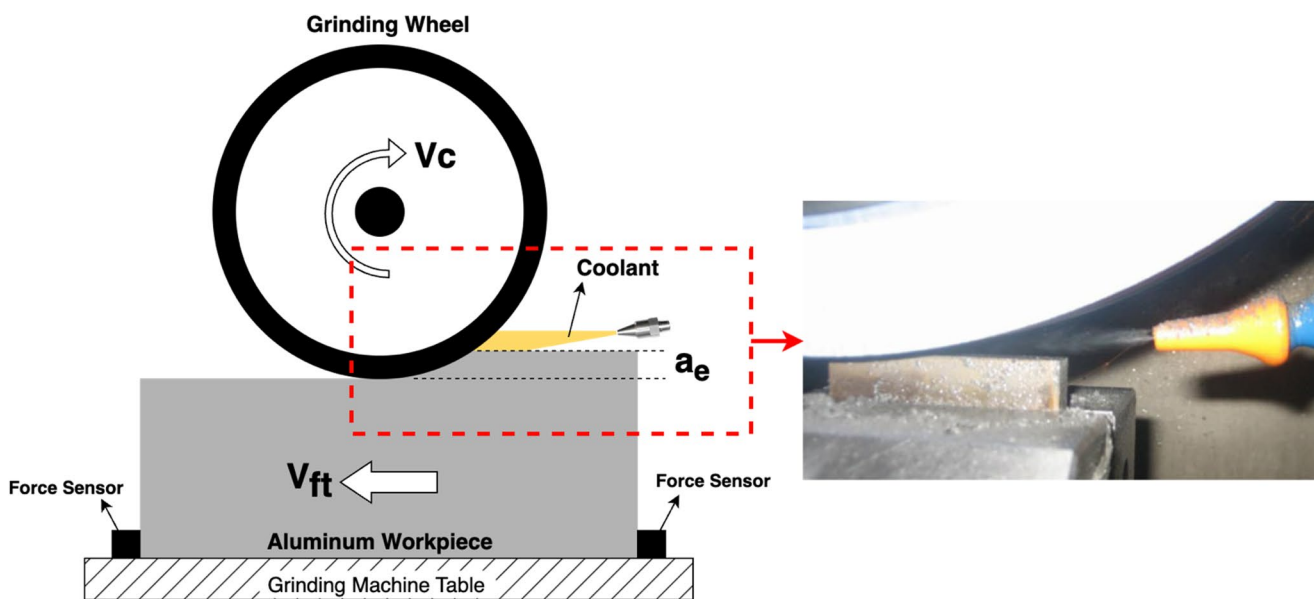 Grinding Wheel
Vc
Coolant
ae
Vft
Force Sensor
Force Sensor
Aluminum Workpiece
Grinding Machine Table